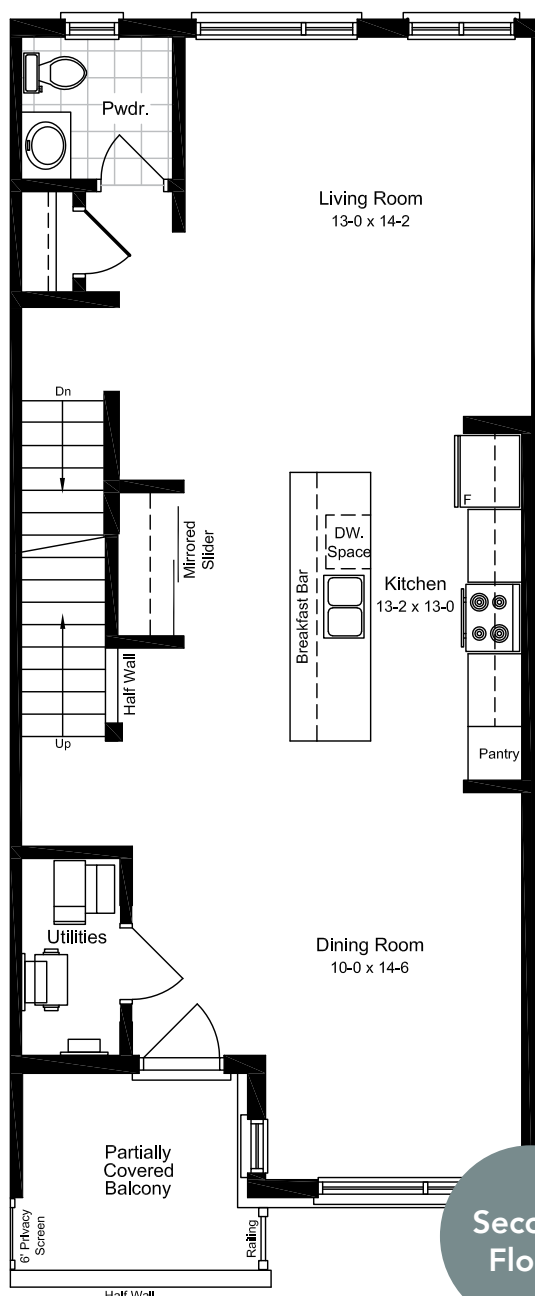 Pwdr.
Living Room
13-0 x 14-2
Dn
Mirrored
Slider
F
DW.
Space
Breakfast Bar
Kitchen
13-2 x 13-0
Half Wall
Up
Pantry
Utilities
Dining Room
10-0 x 14-6
Partially
Covered
Balcony
6' Privacy
Screen
Railing
Half Wall